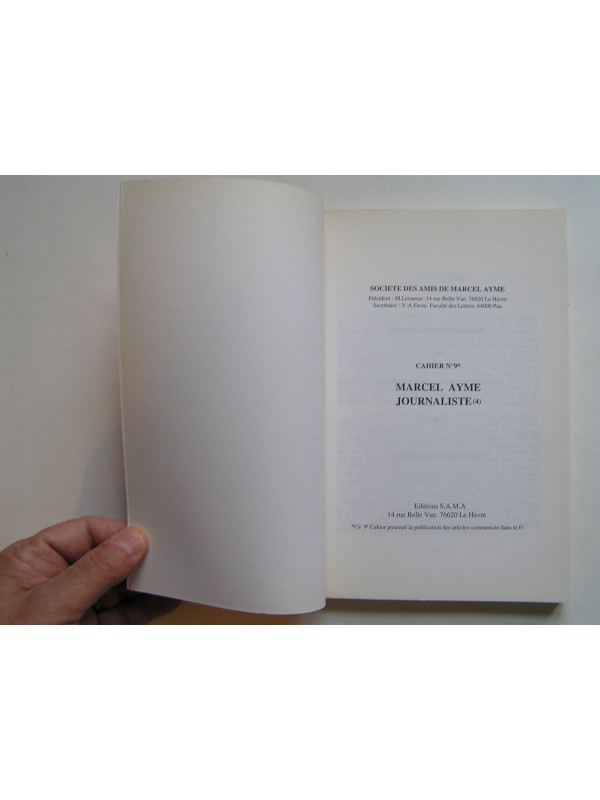 SOCIETE DES AMIS DE MARCEL AYME
Président : M.Lecureur .14 rue Belle Vue. 76620 Le Havre
Secrétaire : Y-A-Favre. Faculté des Lettres. 64000 Pau
CAHIER N°9*
MARCEL AYME
JOURNALISTE (4)
Editions S.A.M.A
14 rue Belle Vue. 76620 Le Havre
*Ce 9e Cahier poursuit la publication des articles commencée dans le 6e.